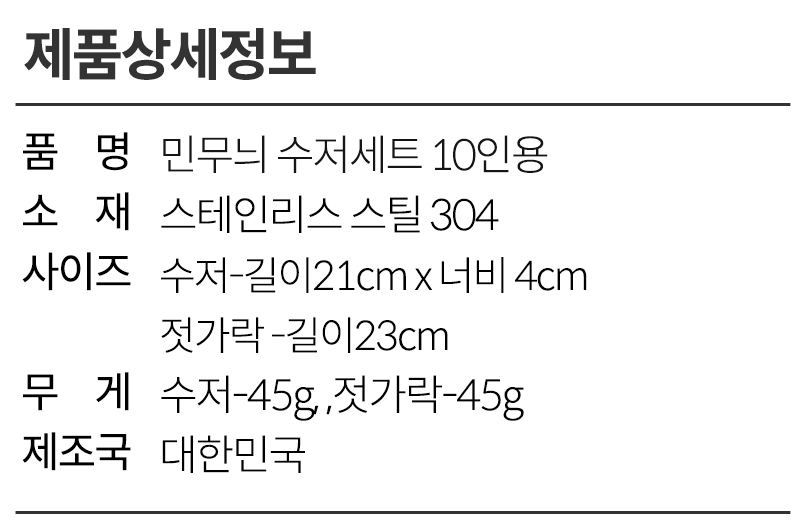 제품상세정보
품 명 민무늬 수저세트 10인용
소 재 스테인리스 스틸 304
사이즈 수저-길이21cm x 너비 4cm
젓가락 -길이23cm
무 게 수저-45g, ,젓가락-45g
제조국 대한민국